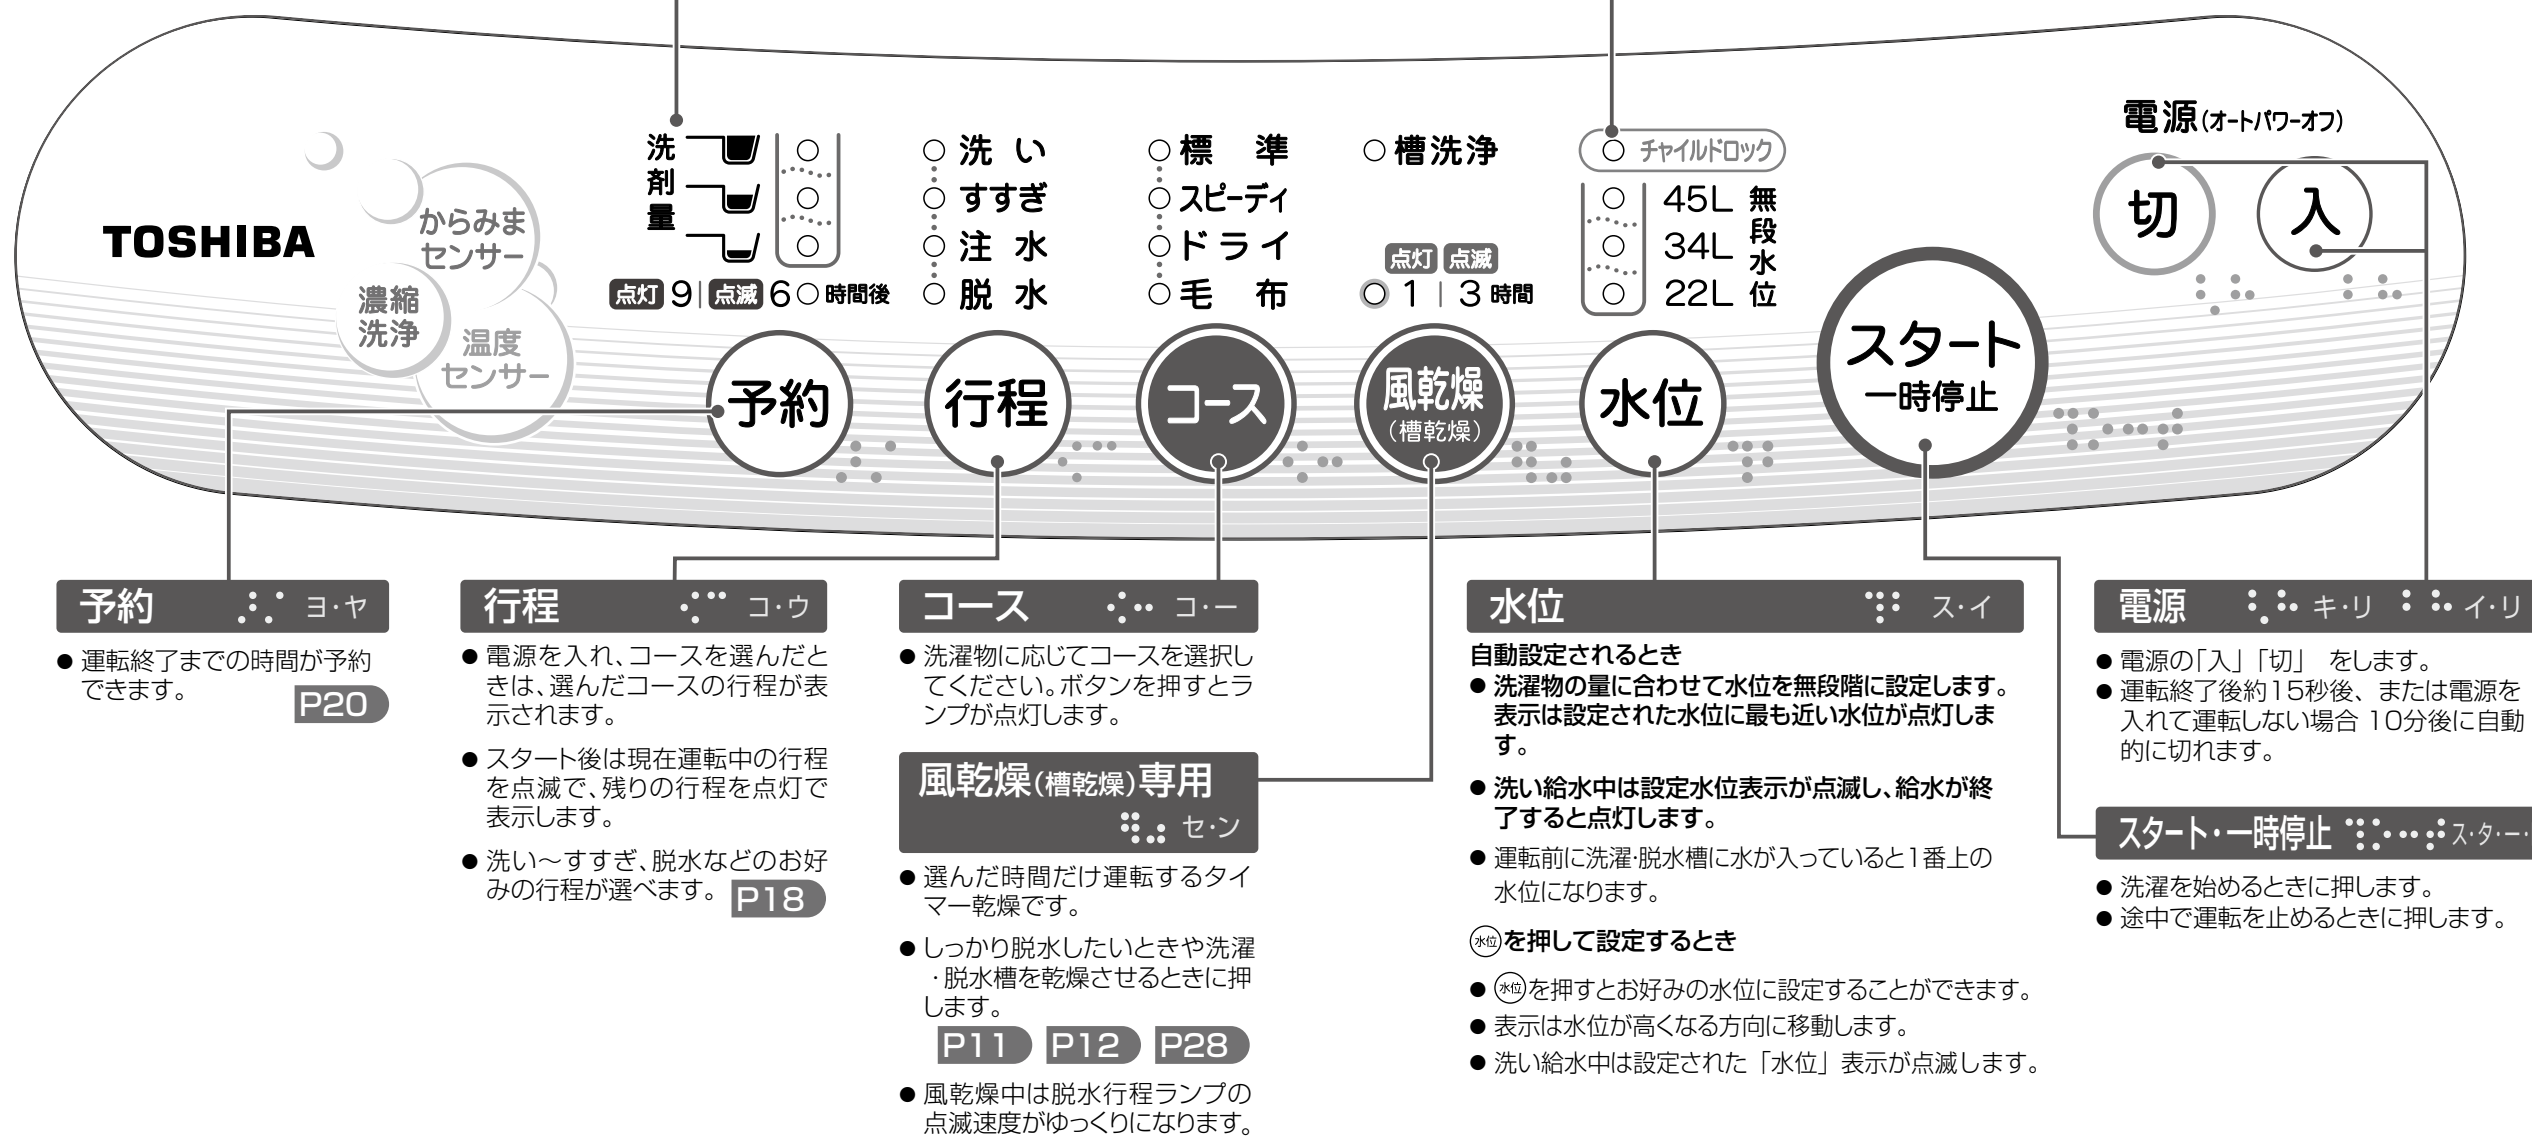 TOSHIBA
からみま
センサー
濃縮
洗浄
温度
センサー
洗剤量
点灯 9 | 点滅 6 時間後
洗い
すすぎ
注水
脱水
標準
スピーディ
ドライ
毛布
槽洗浄
点灯 点滅
1 | 3 時間
チャイルドロック
45L
34L
22L
無段水位
電源(オートパワーオフ)
切
入
予約
行程
コース
風乾燥
(槽乾燥)
水位
スタート
一時停止
予約 ⠜⠌ ヨ・ヤ
● 運転終了までの時間が予約
できます。
P20
行程 コ・ウ
● 電源を入れ、コースを選んだと
きは、選んだコースの行程が表
示されます。
● スタート後は現在運転中の行程
を点滅で、残りの行程を点灯で
表示します。
● 洗い～すすぎ、脱水などのお好
みの行程が選べます。
P18
コース コ・ー
● 洗濯物に応じてコースを選択し
てください。ボタンを押すとラ
ンプが点灯します。
風乾燥(槽乾燥)専用
セ・ン
● 選んだ時間だけ運転するタイ
マー乾燥です。
● しっかり脱水したいときや洗濯
・脱水槽を乾燥させるときに押
します。
P11 P12 P28
● 風乾燥中は脱水行程ランプの
点滅速度がゆっくりになります。
水位 ス・イ
自動設定されるとき
● 洗濯物の量に合わせて水位を無段階に設定します。
表示は設定された水位に最も近い水位が点灯しま
す。
● 洗い給水中は設定水位表示が点滅し、給水が終
了すると点灯します。
● 運転前に洗濯・脱水槽に水が入っていると1番上の
水位になります。
水位を押して設定するとき
● 水位を押すとお好みの水位に設定することができます。
● 表示は水位が高くなる方向に移動します。
● 洗い給水中は設定された「水位」表示が点滅します。
電源 キ・リ イ・リ
● 電源の「入」「切」 をします。
● 運転終了後約15秒後、または電源を
入れて運転しない場合 10分後に自動
的に切れます。
スタート・一時停止 ス・タ・ー・
● 洗濯を始めるときに押します。
● 途中で運転を止めるときに押します。